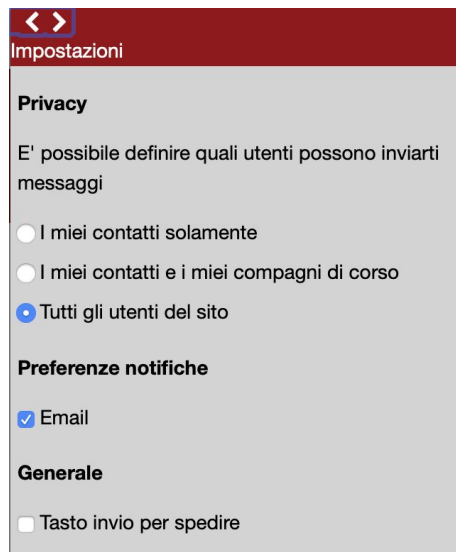 Impostazioni
Privacy
E' possibile definire quali utenti possono inviarti
messaggi
I miei contatti solamente
I miei contatti e i miei compagni di corso
Tutti gli utenti del sito
Preferenze notifiche
Email
Generale
Tasto invio per spedire